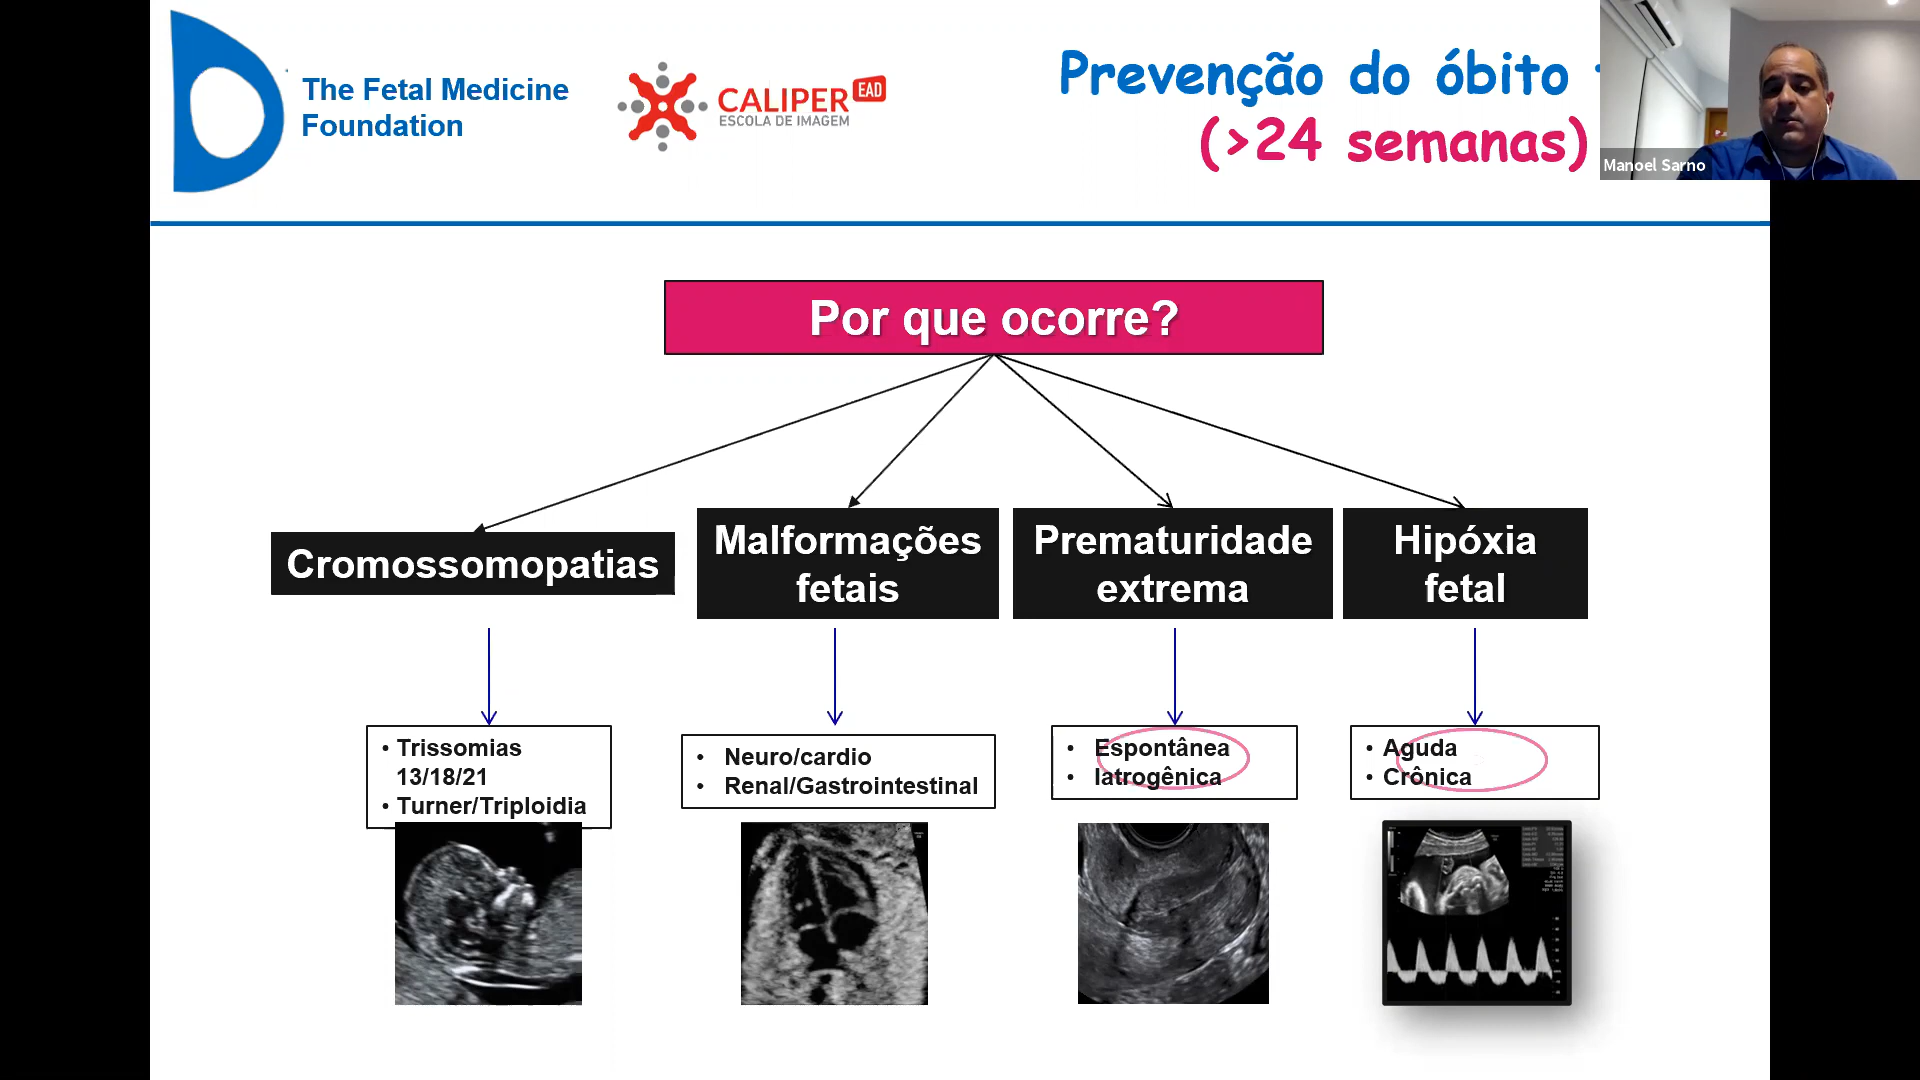 The Fetal Medicine
Foundation
CALIPER EAD
ESCOLA DE IMAGEM
Prevenção do óbito
(>24 semanas)
Manoel Sarno
Por que ocorre?
Cromossomopatias
Malformações
fetais
Prematuridade
extrema
Hipóxia
fetal
• Trissomias
13/18/21
• Turner/Triploidia
• Neuro/cardio
• Renal/Gastrointestinal
• Espontânea
• Iatrogênica
• Aguda
• Crônica